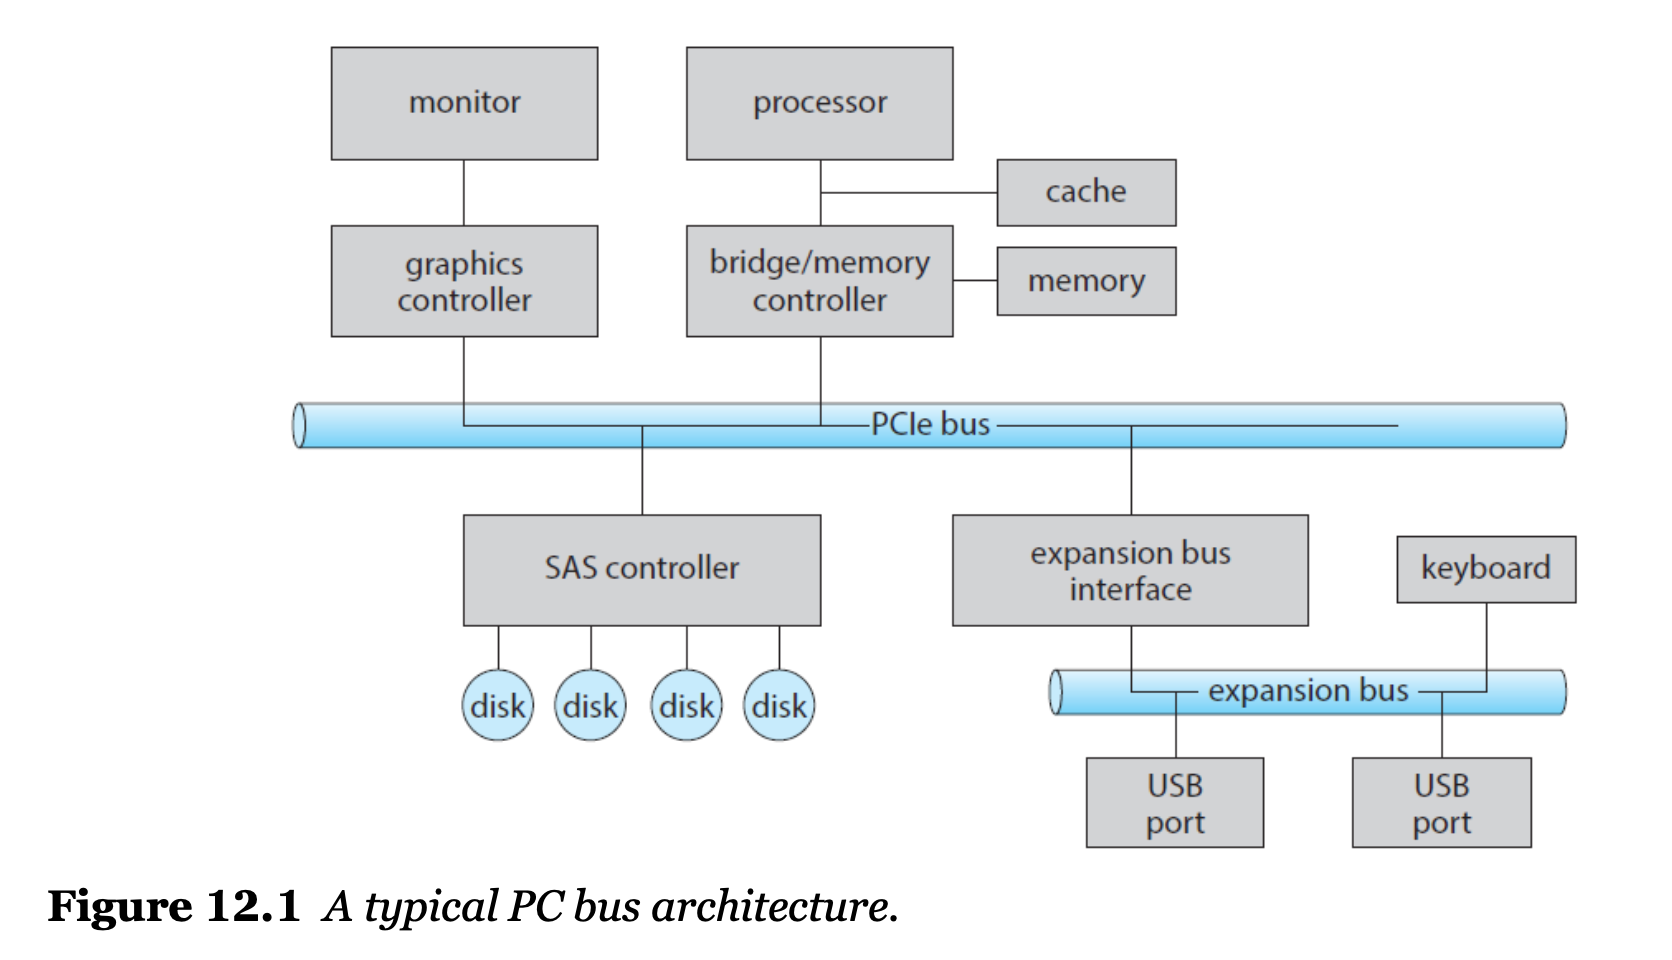 monitor
processor
cache
graphics
controller
bridge/memory
controller
memory
PCIe bus
SAS controller
expansion bus
interface
keyboard
disk
disk
disk
disk
expansion bus
USB
port
USB
port
Figure 12.1 A typical PC bus architecture.